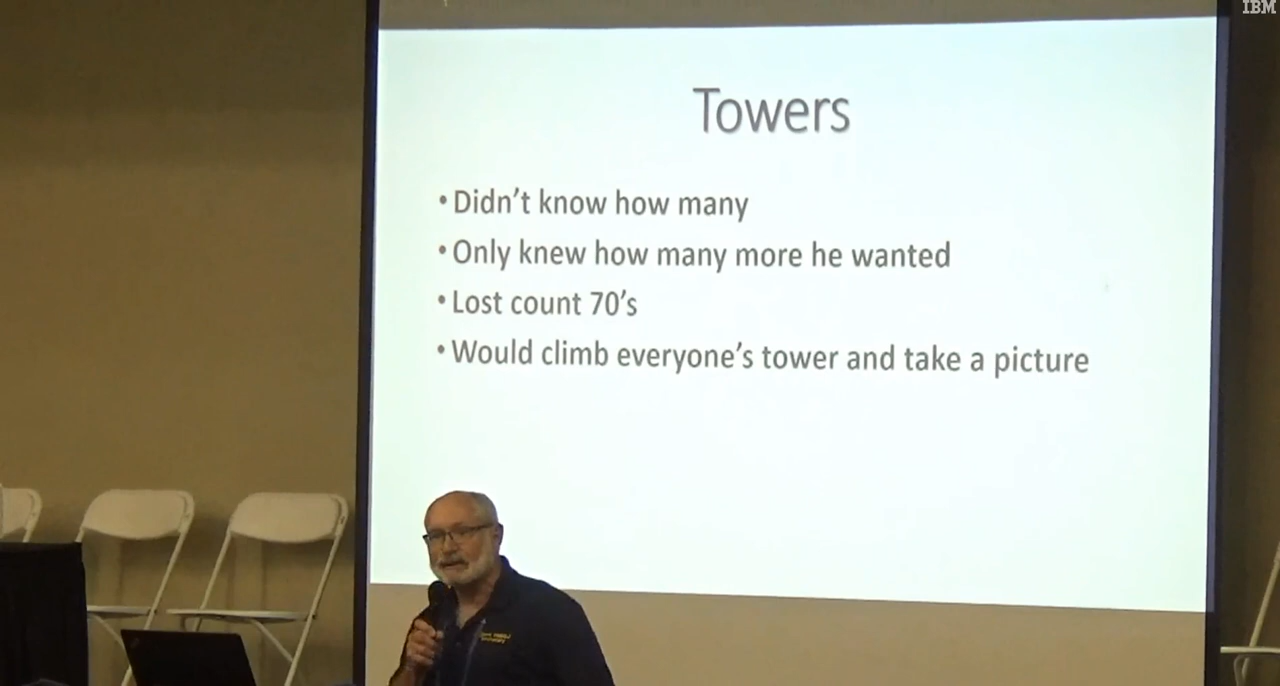 IBM
Towers
• Didn't know how many
• Only knew how many more he wanted
• Lost count 70's
• Would climb everyone's tower and take a picture